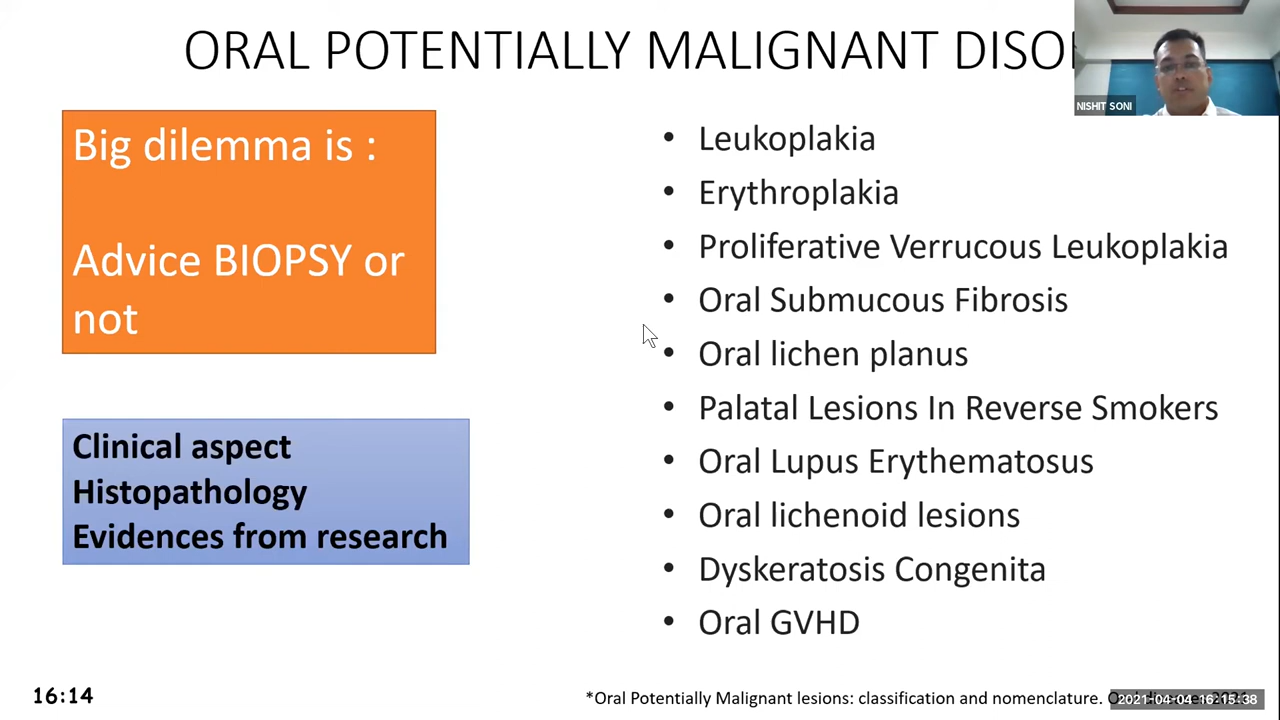 ORAL POTENTIALLY MALIGNANT
NISHIT SONI
Big dilemma is :
Advice BIOPSY or
not
Clinical aspect
Histopathology
Evidences from research
• Leukoplakia
• Erythroplakia
• Proliferative Verrucous Leukoplakia
• Oral Submucous Fibrosis
• Oral lichen planus
• Palatal Lesions In Reverse Smokers
• Oral Lupus Erythematosus
• Oral lichenoid lesions
• Dyskeratosis Congenita
• Oral GVHD
16:14
*Oral Potentially Malignant lesions: classification and nomenclature.
2021-04-04 16:15:38